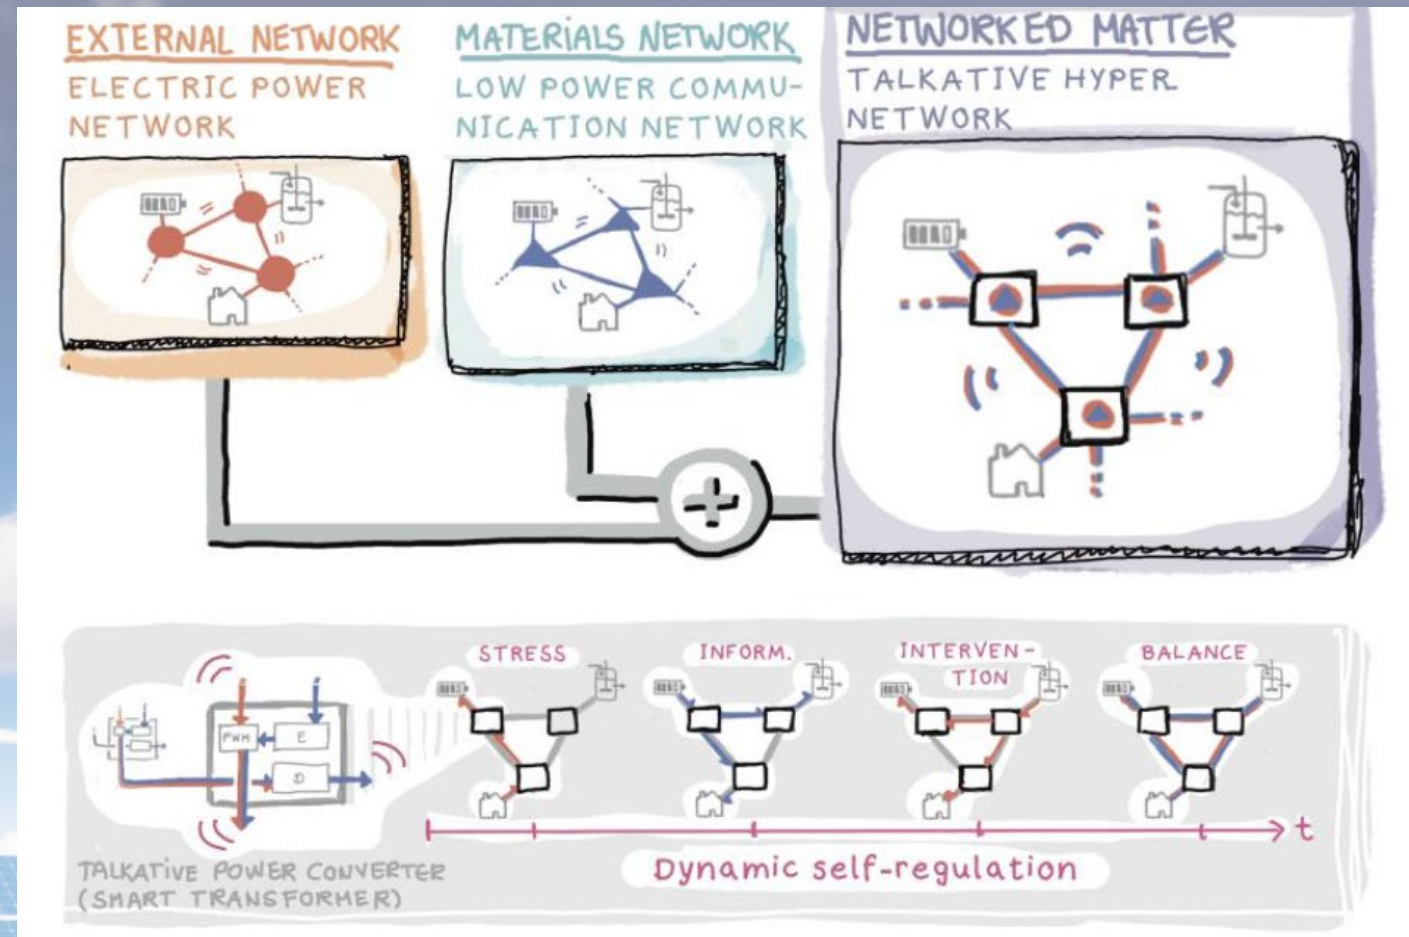 EXTERNAL NETWORK
ELECTRIC POWER
NETWORK
MATERiALS NETWORK
LOW POWER COMMU-
NICATION NETWORK
NETWORKED MATTER
TALKATIVE HYPER
NETWORK
STRESS
INFORM.
INTERVEN-
TION
BALANCE
PWM
E
D
t
Dynamic self-regulation
TALKATiVE POWER CONVERTER
(SMART TRANSFORMER)